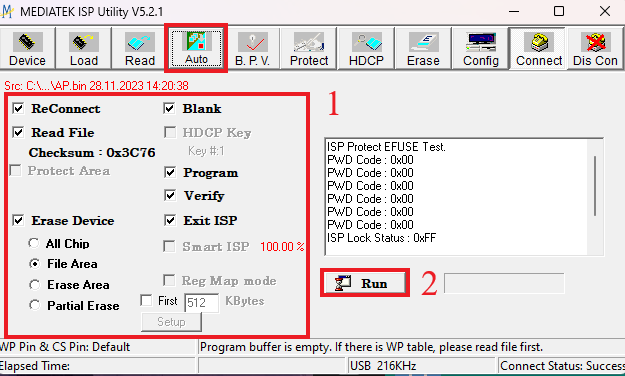 MEDIATEK ISP Utility V5.2.1
Device Load Read Auto B. P. V. Protect HDCP Erase Config Connect Dis Con
Src: C:\...\AP.bin 28.11.2023 14:20:38
1
ReConnect Blank
Read File HDCP Key
Checksum : 0x3C76 Key #:1
Protect Area Program
Verify
Erase Device Exit ISP
All Chip Smart ISP 100.00 %
File Area
Erase Area Reg Map mode
Partial Erase First 512 KBytes
Setup
ISP Protect EFUSE Test.
PWD Code : 0x00
PWD Code : 0x00
PWD Code : 0x00
PWD Code : 0x00
PWD Code : 0x00
PWD Code : 0x00
ISP Lock Status : 0xFF
Run 2
WP Pin & CS Pin: Default Program buffer is empty. If there is WP table, please read file first.
Elapsed Time: USB 216KHz Connect Status: Success